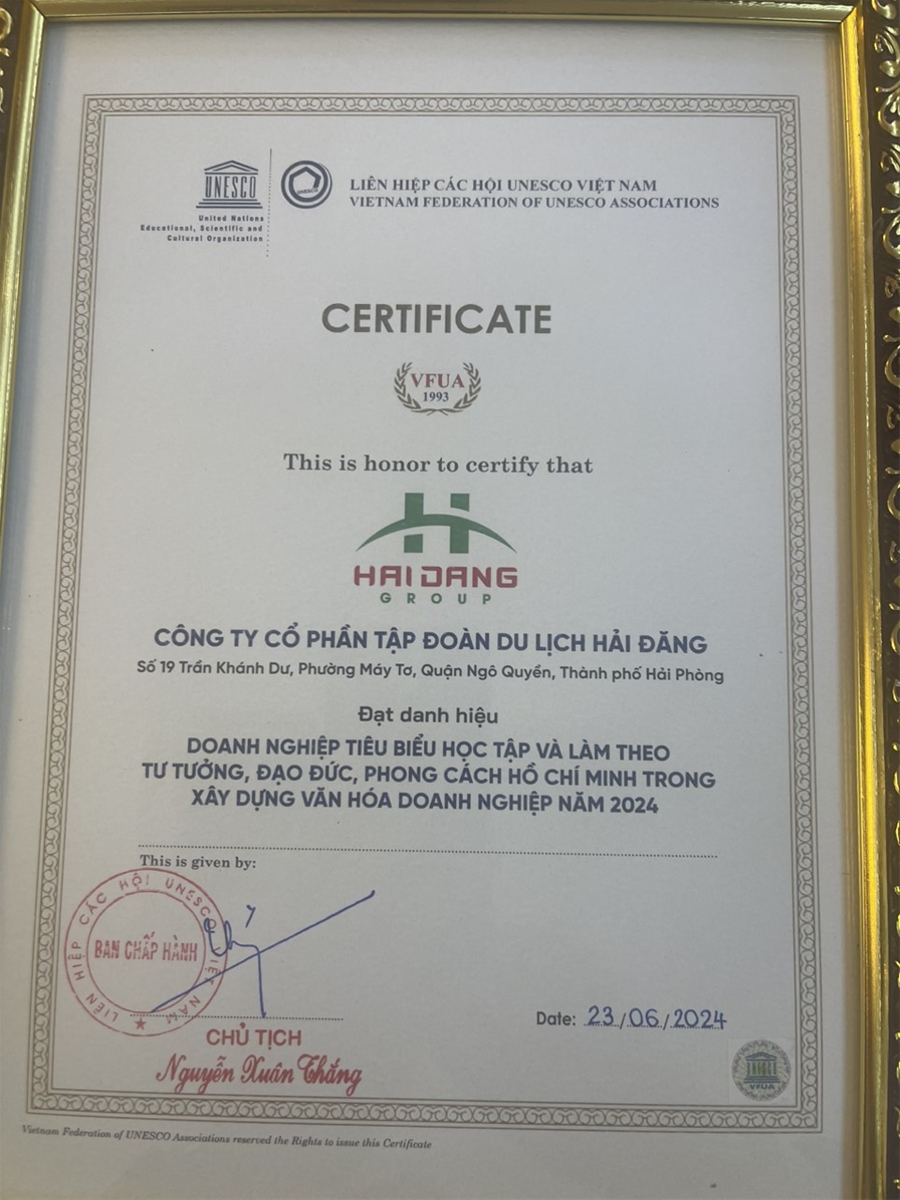 UNESCO
United Nations
Educational, Scientific and
Cultural Organization
UNESCO
LIÊN HIỆP CÁC HỘI UNESCO VIỆT NAM
VIETNAM FEDERATION OF UNESCO ASSOCIATIONS
CERTIFICATE
VFUA
1993
This is honor to certify that
HAI DANG
GROUP
CÔNG TY CỔ PHẦN TẬP ĐOÀN DU LỊCH HẢI ĐĂNG
Số 19 Trần Khánh Dư, Phường Máy Tơ, Quận Ngô Quyền, Thành phố Hải Phòng
Đạt danh hiệu
DOANH NGHIỆP TIÊU BIỂU HỌC TẬP VÀ LÀM THEO
TƯ TƯỞNG, ĐẠO ĐỨC, PHONG CÁCH HỒ CHÍ MINH TRONG
XÂY DỰNG VĂN HÓA DOANH NGHIỆP NĂM 2024
This is given by:
LIÊN HIỆP CÁC HỘI UNESCO VIỆT NAM
BAN CHẤP HÀNH
CHỦ TỊCH
Nguyễn Xuân Thắng
Date: 23/06/2024
VFUA
Vietnam Federation of UNESCO Associations reserved the Rights to issue this Certificate